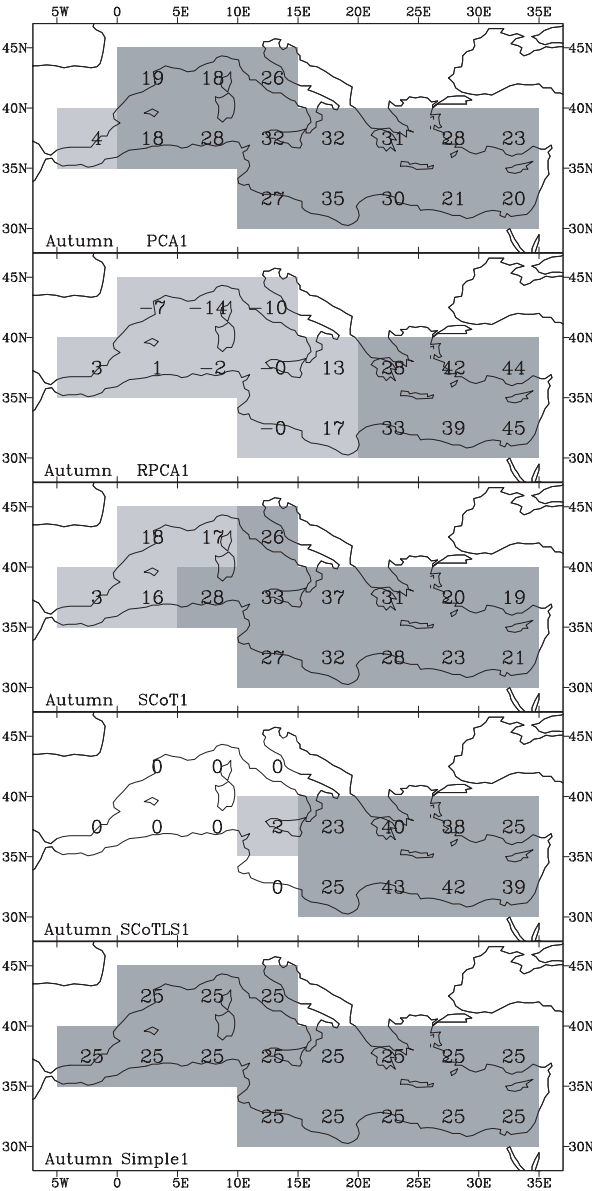 5W 0 5E 10E 15E 20E 25E 30E 35E
45N 19 18 26 45N
40N 40N
4 18 28 32 32 31 28 23
35N 35N
27 35 30 21 20
30N 30N
Autumn PCA1
45N -7 -14 -10 45N
40N 40N
3 1 -2 -0 13 28 42 44
35N 35N
-0 17 33 39 45
30N 30N
Autumn RPCA1
45N 18 17 26 45N
40N 40N
3 16 28 33 37 31 20 19
35N 35N
27 32 28 23 21
30N 30N
Autumn SCoT1
45N 0 0 0 45N
40N 40N
0 0 0 2 23 40 38 25
35N 35N
0 25 43 42 39
30N 30N
Autumn SCoTLS1
45N 25 25 25 45N
40N 40N
25 25 25 25 25 25 25 25
35N 35N
25 25 25 25 25
30N 30N
Autumn Simple1
5W 0 5E 10E 15E 20E 25E 30E 35E